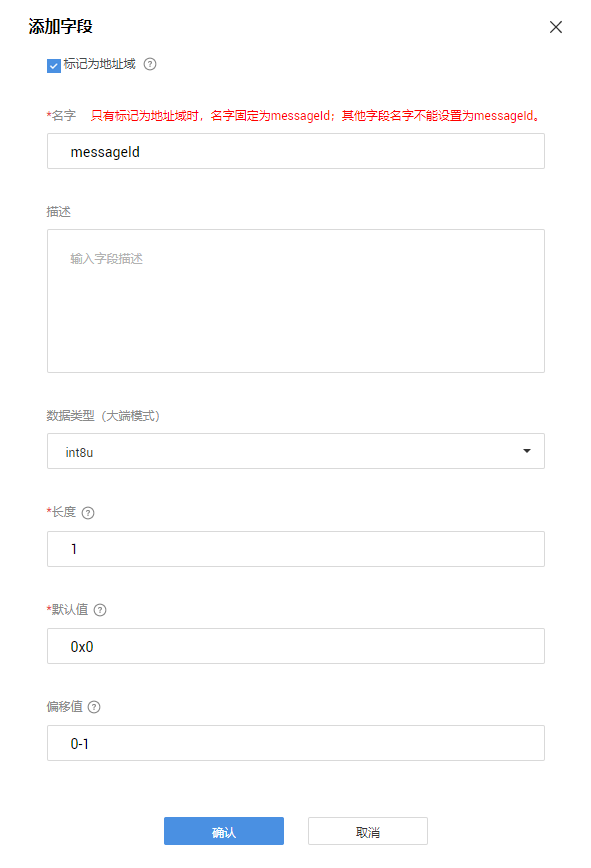 添加字段
标记为地址域 ?
*名字 只有标记为地址域时，名字固定为messageId；其他字段名字不能设置为messageId。
messageId
描述
输入字段描述
数据类型（大端模式）
int8u
*长度 ?
1
*默认值 ?
0x0
偏移值 ?
0-1
确认 取消